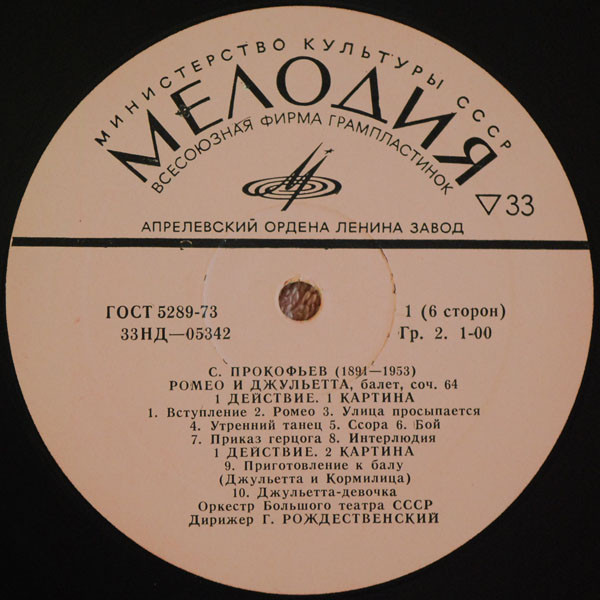 МИНИСТЕРСТВО КУЛЬТУРЫ СССР
МЕЛОДИЯ
ВСЕСОЮЗНАЯ ФИРМА ГРАМПЛАСТИНОК
▽33
АПРЕЛЕВСКИЙ ОРДЕНА ЛЕНИНА ЗАВОД
ГОСТ 5289-73
1 (6 сторон)
33НД—05342
Гр. 2. 1-00
С. ПРОКОФЬЕВ (1891—1953)
РОМЕО И ДЖУЛЬЕТТА, балет, соч. 64
1 ДЕЙСТВИЕ. 1 КАРТИНА
1. Вступление 2. Ромео 3. Улица просыпается
4. Утренний танец 5. Ссора 6. Бой
7. Приказ герцога 8. Интерлюдия
1 ДЕЙСТВИЕ. 2 КАРТИНА
9. Приготовление к балу
(Джульетта и Кормилица)
10. Джульетта-девочка
Оркестр Большого театра СССР
Дирижер Г. РОЖДЕСТВЕНСКИЙ